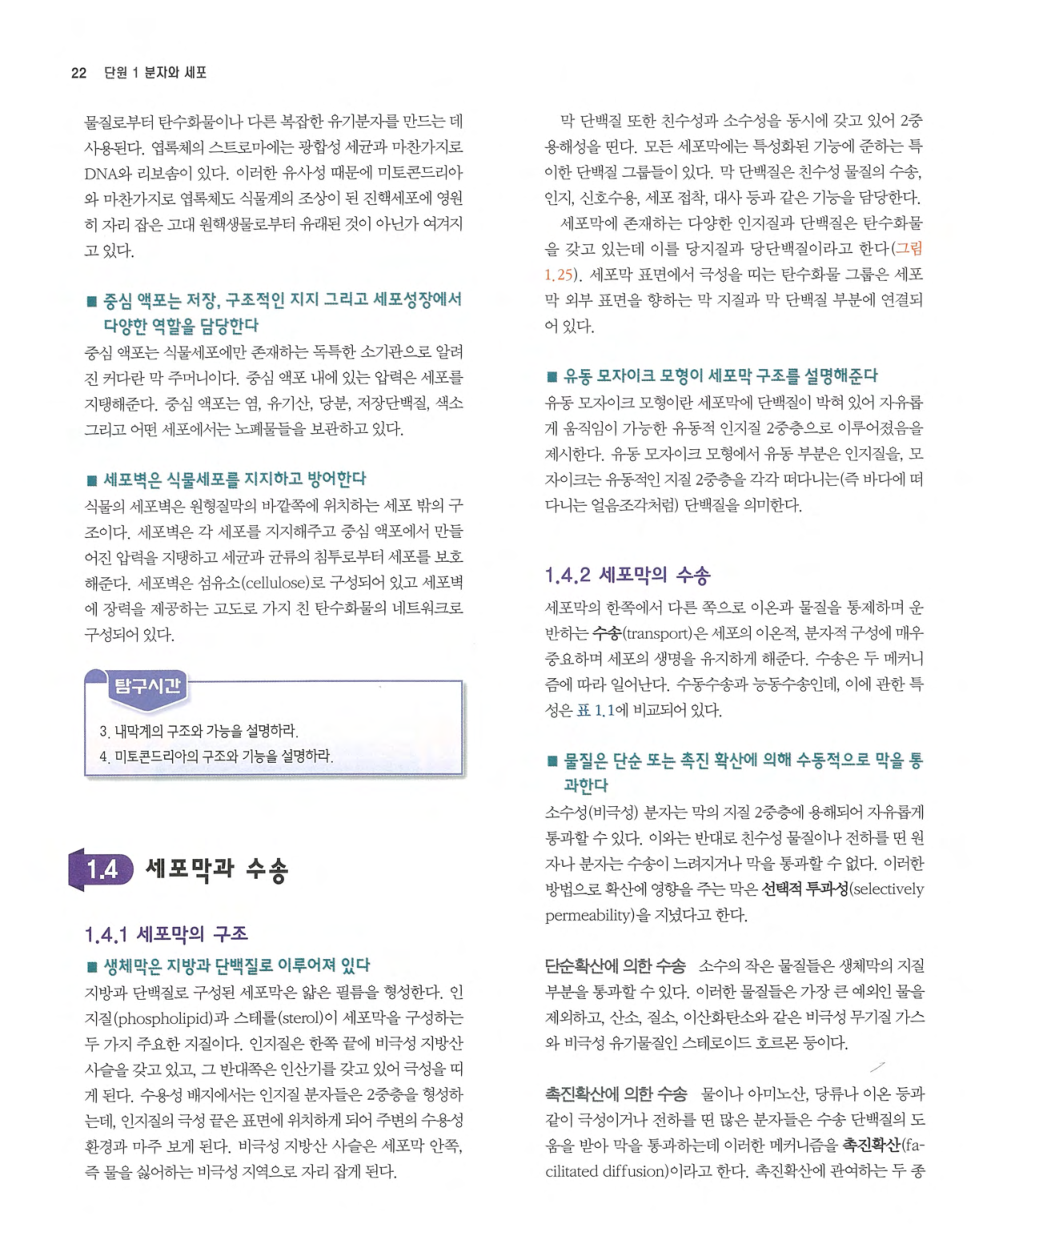 22 단원 1 분자와 세포
물질로부터 탄수화물이나 다른 복잡한 유기분자를 만드는 데
사용된다. 엽록체의 스트로마에는 광합성 세균과 마찬가지로
DNA와 리보솜이 있다. 이러한 유사성 때문에 미토콘드리아
와 마찬가지로 엽록체도 식물계의 조상이 된 진핵세포에 영원
히 자리 잡은 고대 원핵생물로부터 유래된 것이 아닌가 여겨지
고 있다.
■ 중심 액포는 저장, 구조적인 지지 그리고 세포성장에서
다양한 역할을 담당한다
중심 액포는 식물세포에만 존재하는 독특한 소기관으로 알려
진 커다란 막 주머니이다. 중심 액포 내에 있는 압력은 세포를
지탱해준다. 중심 액포는 염, 유기산, 당분, 저장단백질, 색소
그리고 어떤 세포에서는 노폐물들을 보관하고 있다.
■ 세포벽은 식물세포를 지지하고 방어한다
식물의 세포벽은 원형질막의 바깥쪽에 위치하는 세포 밖의 구
조이다. 세포벽은 각 세포를 지지해주고 중심 액포에서 만들
어진 압력을 지탱하고 세균과 균류의 침투로부터 세포를 보호
해준다. 세포벽은 섬유소(cellulose)로 구성되어 있고 세포벽
에 장력을 제공하는 고도로 가지 친 탄수화물의 네트워크로
구성되어 있다.
탐구시간
3. 내막계의 구조와 가능을 설명하라.
4. 미토콘드리아의 구조와 기능을 설명하라.
1.4 세포막과 수송
1.4.1 세포막의 구조
■ 생체막은 지방과 단백질로 이루어져 있다
지방과 단백질로 구성된 세포막은 얇은 필름을 형성한다. 인
지질(phospholipid)과 스테롤(sterol)이 세포막을 구성하는
두 가지 주요한 지질이다. 인지질은 한쪽 끝에 비극성 지방산
사슬을 갖고 있고, 그 반대쪽은 인산기를 갖고 있어 극성을 띠
게 된다. 수용성 배지에서는 인지질 분자들은 2중층을 형성하
는데, 인지질의 극성 끝은 표면에 위치하게 되어 주변의 수용성
환경과 마주 보게 된다. 비극성 지방산 사슬은 세포막 안쪽,
즉 물을 싫어하는 비극성 지역으로 자리 잡게 된다.
막 단백질 또한 친수성과 소수성을 동시에 갖고 있어 2중
용해성을 띤다. 모든 세포막에는 특성화된 기능에 준하는 특
이한 단백질 그룹들이 있다. 막 단백질은 친수성 물질의 수송,
인지, 신호수용, 세포 접착, 대사 등과 같은 기능을 담당한다.
세포막에 존재하는 다양한 인지질과 단백질은 탄수화물
을 갖고 있는데 이를 당지질과 당단백질이라고 한다(그림
1.25). 세포막 표면에서 극성을 띠는 탄수화물 그룹은 세포
막 외부 표면을 향하는 막 지질과 막 단백질 부분에 연결되
어 있다.
■ 유동 모자이크 모형이 세포막 구조를 설명해준다
유동 모자이크 모형이란 세포막에 단백질이 박혀 있어 자유롭
게 움직임이 가능한 유동적 인지질 2중층으로 이루어졌음을
제시한다. 유동 모자이크 모형에서 유동 부분은 인지질을, 모
자이크는 유동적인 지질 2중층을 각각 떠다니는(즉 바다에 떠
다니는 얼음조각처럼) 단백질을 의미한다.
1.4.2 세포막의 수송
세포막의 한쪽에서 다른 쪽으로 이온과 물질을 통제하며 운
반하는 수송(transport)은 세포의 이온적, 분자적 구성에 매우
중요하며 세포의 생명을 유지하게 해준다. 수송은 두 메커니
즘에 따라 일어난다. 수동수송과 능동수송인데, 이에 관한 특
성은 표 1.1에 비교되어 있다.
■ 물질은 단순 또는 촉진 확산에 의해 수동적으로 막을 통
과한다
소수성(비극성) 분자는 막의 지질 2중층에 용해되어 자유롭게
통과할 수 있다. 이와는 반대로 친수성 물질이나 전하를 띤 원
자나 분자는 수송이 느려지거나 막을 통과할 수 없다. 이러한
방법으로 확산에 영향을 주는 막은 선택적 투과성(selectively
permeability)을 지녔다고 한다.
단순확산에 의한 수송 소수의 작은 물질들은 생체막의 지질
부분을 통과할 수 있다. 이러한 물질들은 가장 큰 예외인 물을
제외하고, 산소, 질소, 이산화탄소와 같은 비극성 무기질 가스
와 비극성 유기물질인 스테로이드 호르몬 등이다.
촉진확산에 의한 수송 물이나 아미노산, 당류나 이온 등과
같이 극성이거나 전하를 띤 많은 분자들은 수송 단백질의 도
움을 받아 막을 통과하는데 이러한 메커니즘을 촉진확산(fa-
cilitated diffusion)이라고 한다. 촉진확산에 관여하는 두 종